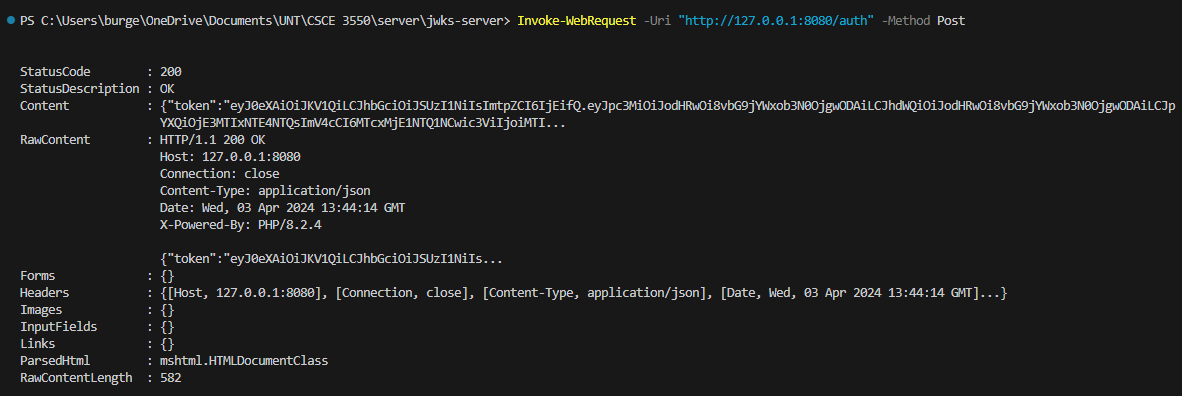 PS C:\Users\burge\OneDrive\Documents\UNT\CSCE 3550\server\jwks-server> Invoke-WebRequest -Uri "http://127.0.0.1:8080/auth" -Method Post
StatusCode : 200
StatusDescription : OK
Content : {"token":"eyJ0eXAiOiJKV1QiLCJhbGciOiJSUzI1NiIsImtpZCI6IjEifQ.eyJpc3MiOiJodHRwOi8vbG9jYWxob3N0OjgwODAiLCJhdWQiOiJodHRwOi8vbG9jYWxob3N0OjgwODAiLCJp
YXQiOjE3MTIxNTE4NTQsImV4cCI6MTcxMjE1NTQ1NCwic3ViIjoiMTI...
RawContent : HTTP/1.1 200 OK
Host: 127.0.0.1:8080
Connection: close
Content-Type: application/json
Date: Wed, 03 Apr 2024 13:44:14 GMT
X-Powered-By: PHP/8.2.4
{"token":"eyJ0eXAiOiJKV1QiLCJhbGciOiJSUzI1NiIs...
Forms : {}
Headers : {[Host, 127.0.0.1:8080], [Connection, close], [Content-Type, application/json], [Date, Wed, 03 Apr 2024 13:44:14 GMT]...}
Images : {}
InputFields : {}
Links : {}
ParsedHtml : mshtml.HTMLDocumentClass
RawContentLength : 582